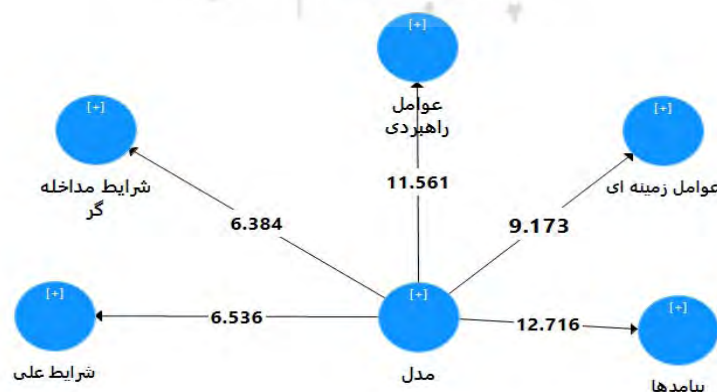 [+]
عوامل
راهبردی
[+]
شرایط مداخله
گر
[+]
عوامل زمینه ای
11.561
6.384
9.173
[+]
شرایط علی
6.536
[+]
مدل
12.716
[+]
پیامدها